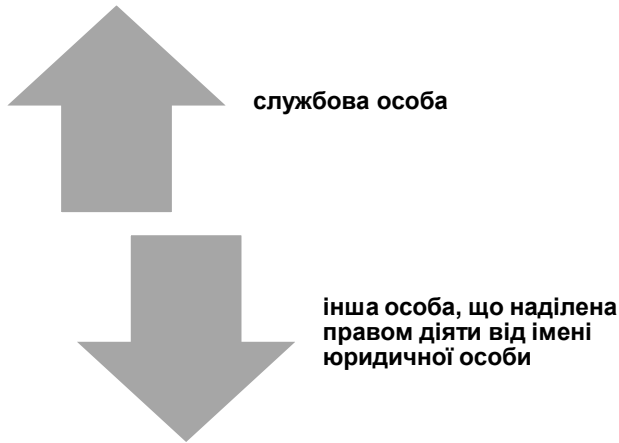 службова особа
інша особа, що наділена
правом діяти від імені
юридичної особи